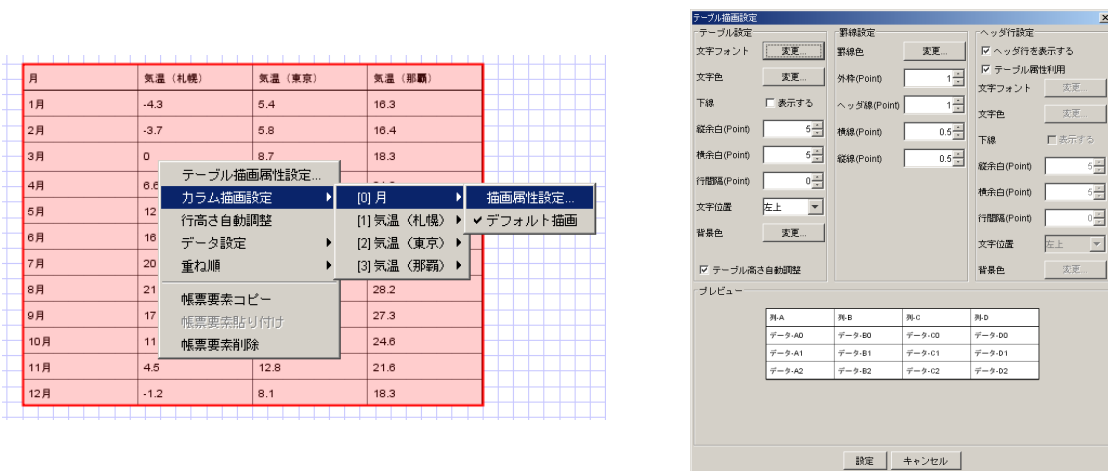 月 気温（札幌） 気温（東京） 気温（那覇）
1月 -4.3 5.4 16.3
2月 -3.7 5.8 16.4
3月 0 8.7 18.3
4月 6.6
5月 12
6月 16
7月 20
8月 21 28.2
9月 17 27.3
10月 11 24.6
11月 4.5 12.8 21.6
12月 -1.2 8.1 18.3
テーブル描画属性設定...
カラム描画設定
行高さ自動調整
データ設定
重ね順
帳票要素コピー
帳票要素貼り付け
帳票要素削除
[0] 月
[1] 気温（札幌）
[2] 気温（東京）
[3] 気温（那覇）
描画属性設定...
✔デフォルト描画
テーブル描画設定
テーブル設定
文字フォント 変更...
文字色 変更...
下線 表示する
縦余白(Point) 5
横余白(Point) 5
行間隔(Point) 0
文字位置 左上
背景色 変更...
テーブル高さ自動調整
罫線設定
罫線色 変更...
外枠(Point) 1
ヘッダ線(Point) 1
横線(Point) 0.5
縦線(Point) 0.5
ヘッダ行設定
ヘッダ行を表示する
テーブル属性利用
文字フォント 変更...
文字色 変更...
下線 表示する
縦余白(Point) 5
横余白(Point) 5
行間隔(Point) 0
文字位置 左上
背景色 変更...
プレビュー
列-A 列-B 列-C 列-D
データ-A0 データ-B0 データ-C0 データ-D0
データ-A1 データ-B1 データ-C1 データ-D1
データ-A2 データ-B2 データ-C2 データ-D2
設定 キャンセル